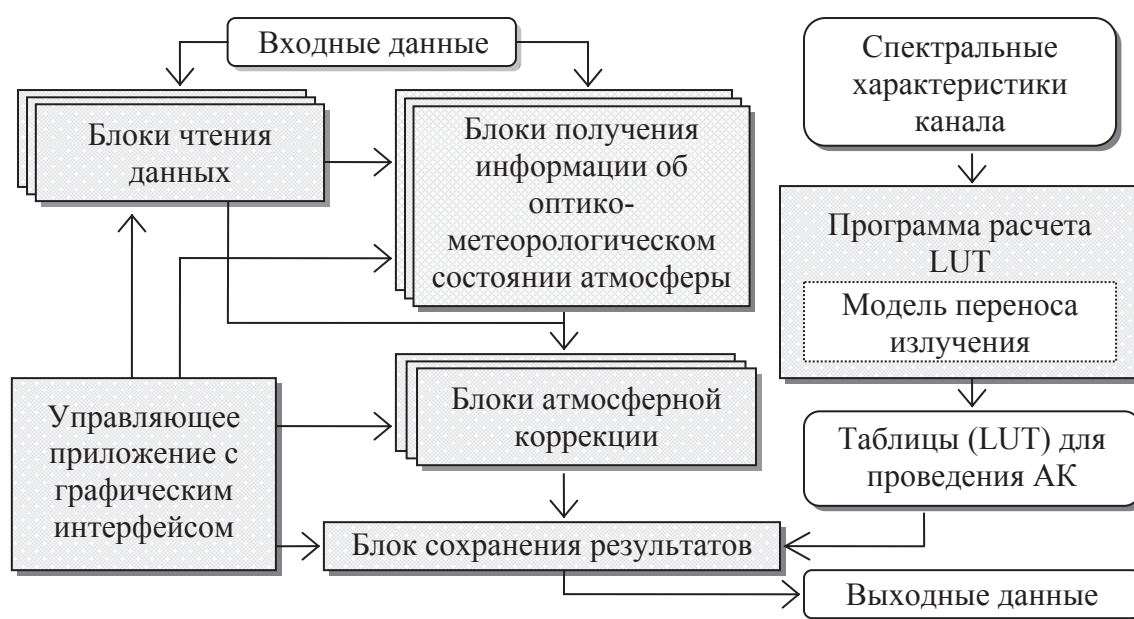 Входные данные
Спектральные
характеристики
канала
Блоки чтения
данных
Блоки получения
информации об
оптико-
метеорологическом
состоянии атмосферы
Программа расчета
LUT
Модель переноса
излучения
Управляющее
приложение с
графическим
интерфейсом
Блоки атмосферной
коррекции
Таблицы (LUT) для
проведения АК
Блок сохранения результатов
Выходные данные